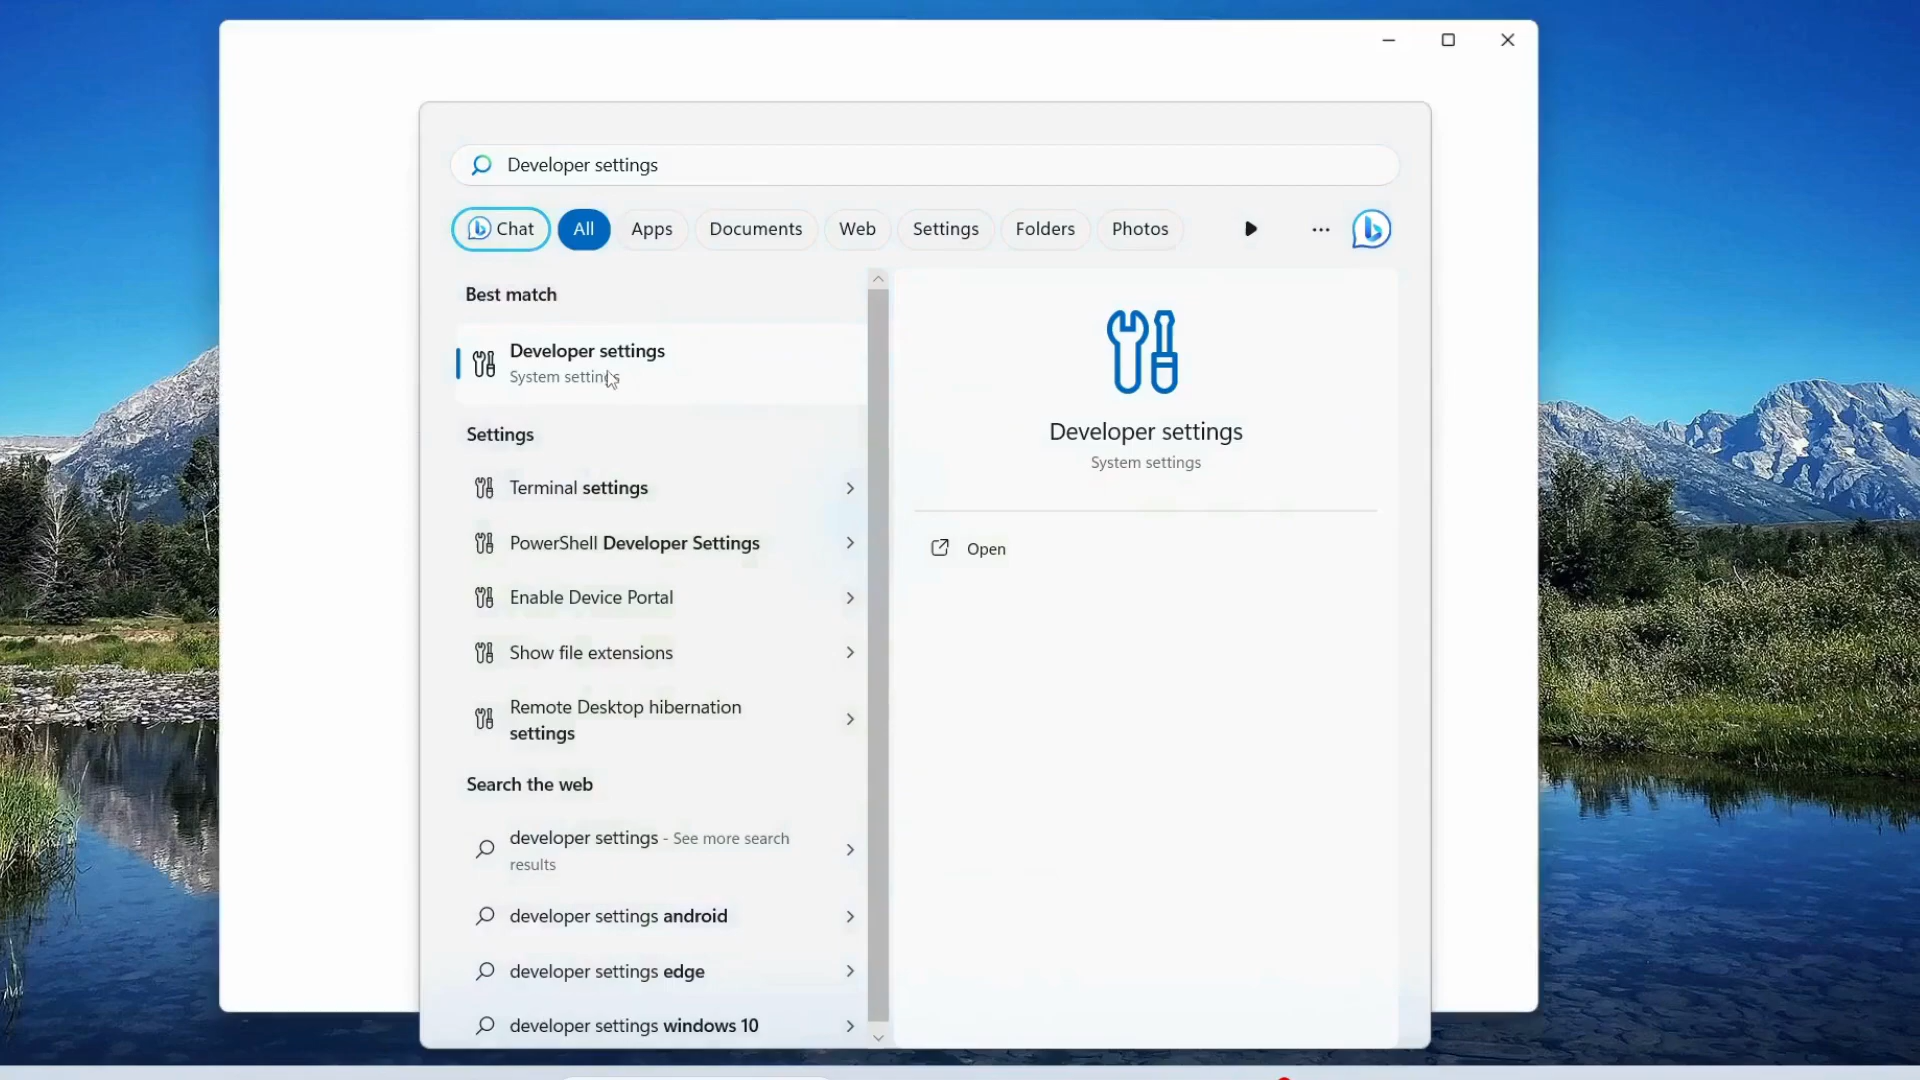 Developer settings
Chat
All
Apps
Documents
Web
Settings
Folders
Photos
Best match
Developer settings
System settings
Settings
Terminal settings
PowerShell Developer Settings
Enable Device Portal
Show file extensions
Remote Desktop hibernation
settings
Search the web
developer settings - See more search
results
developer settings android
developer settings edge
developer settings windows 10
Developer settings
System settings
Open